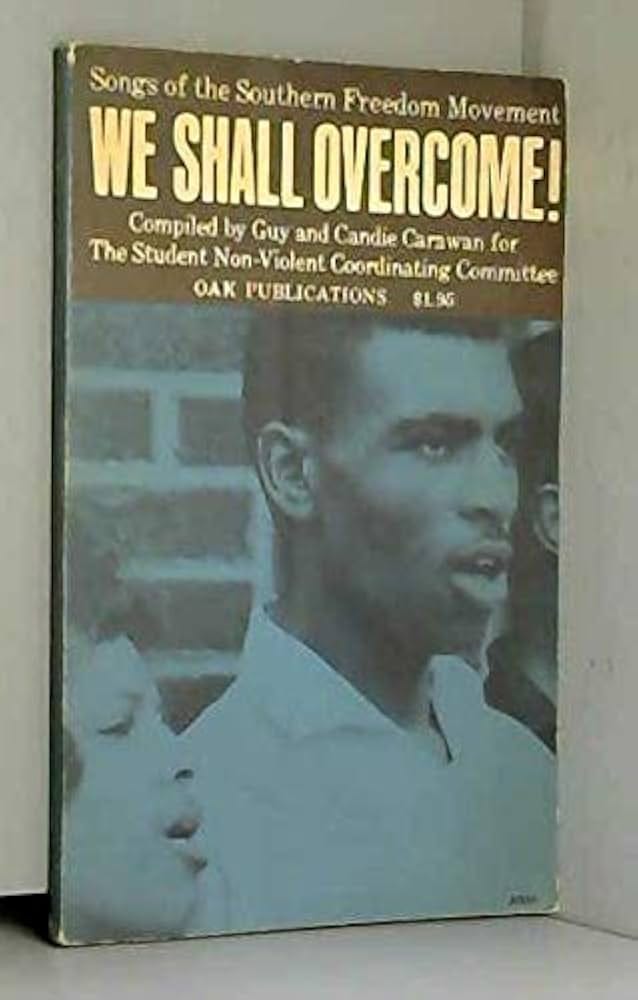 Songs of the Southern Freedom Movement
WE SHALL OVERCOME!
Compiled by Guy and Candie Carawan for
The Student Non-Violent Coordinating Committee
OAK PUBLICATIONS $1.95